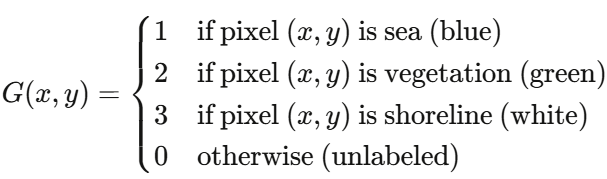 G(x, y) = { 1 if pixel (x, y) is sea (blue)
2 if pixel (x, y) is vegetation (green)
3 if pixel (x, y) is shoreline (white)
0 otherwise (unlabeled)